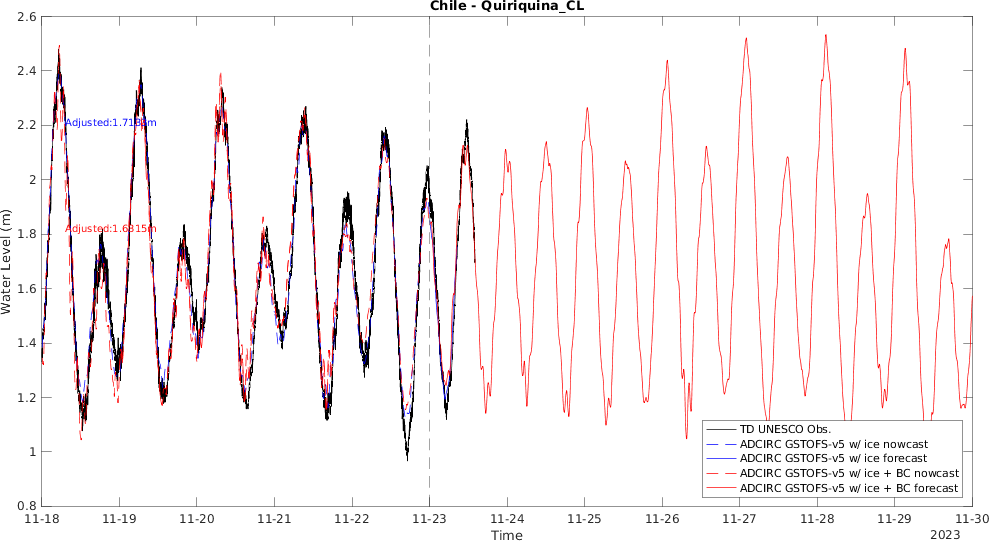 Chile - Quiriquina_CL
2.6
2.4
2.2
2
1.8
1.6
1.4
1.2
1
0.8
Water Level (m)
Adjusted:
Adjusted:
TD UNESCO Obs.
ADCIRC GSTOFS-v5 w/ ice nowcast
ADCIRC GSTOFS-v5 w/ ice forecast
ADCIRC GSTOFS-v5 w/ ice + BC nowcast
ADCIRC GSTOFS-v5 w/ ice + BC forecast
11-18 11-19 11-20 11-21 11-22 11-23 11-24 11-25 11-26 11-27 11-28 11-29 11-30
Time
2023